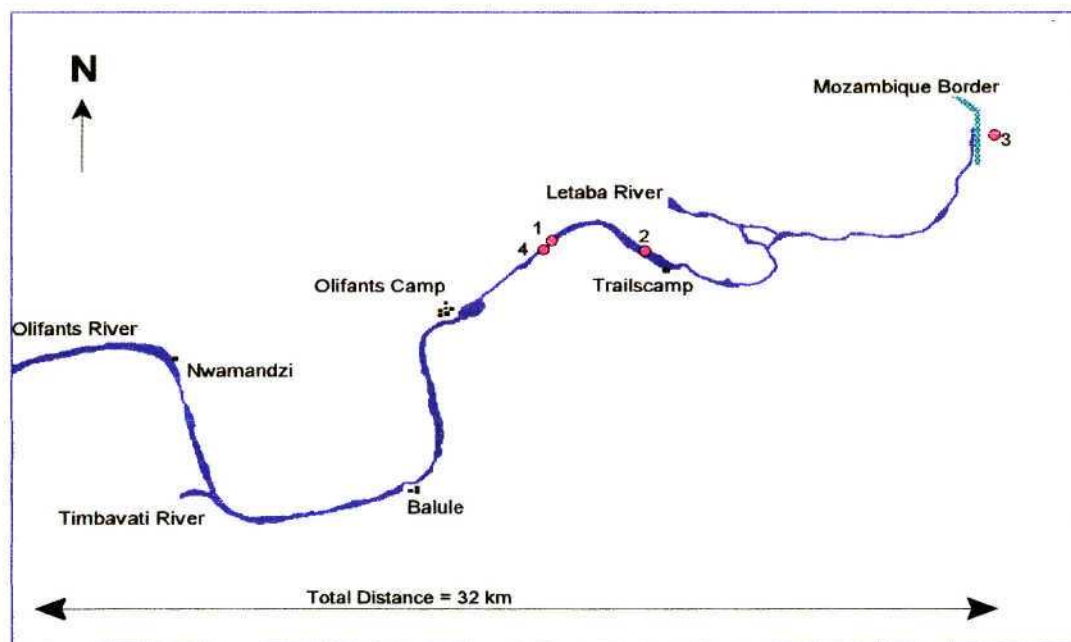 N
Mozambique Border
3
Letaba River
1
4
2
Olifants Camp
Trailscamp
Olifants River
Nwamandzi
Balule
Timbavati River
Total Distance = 32 km